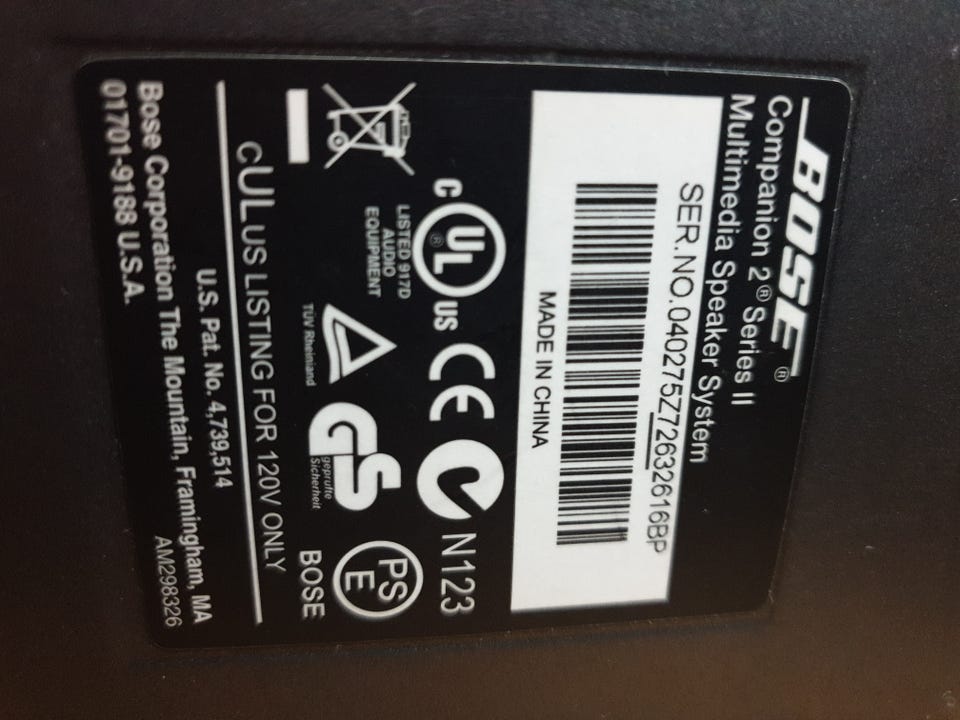 BOSE®
Companion 2® Series II
Multimedia Speaker System
SER.NO.040275Z72632616BP
MADE IN CHINA
C UL® US
CE
N123
LISTED 917D
AUDIO
EQUIPMENT
TÜV Rheinland
GS
geprüfte
Sicherheit
PS
E
BOSE
cULus LISTING FOR 120V ONLY
U.S. Pat. No. 4,739,514
Bose Corporation The Mountain, Framingham, MA
01701-9188 U.S.A.
AM298326